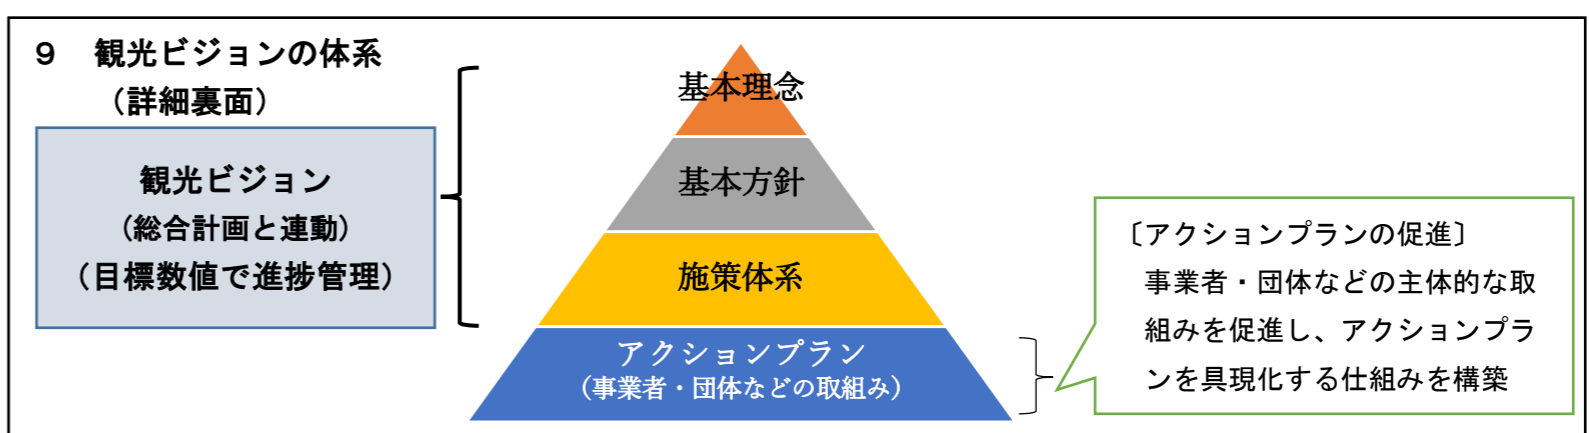 ９　観光ビジョンの体系
（詳細裏面）
観光ビジョン
（総合計画と連動）
（目標数値で進捗管理）
基本理念
基本方針
施策体系
アクションプラン
（事業者・団体などの取組み）
〔アクションプランの促進〕
事業者・団体などの主体的な取
組みを促進し、アクションプラ
ンを具現化する仕組みを構築